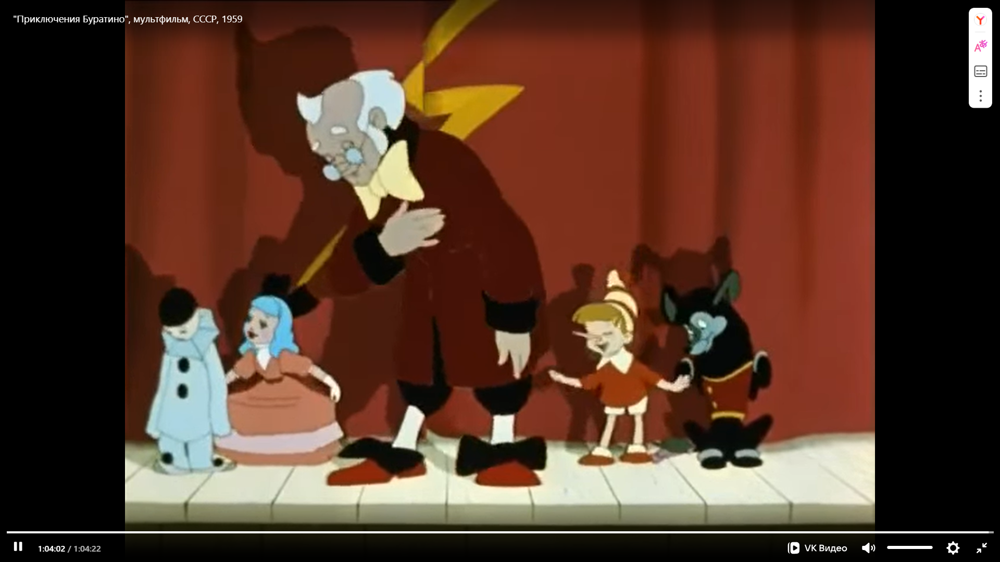 "Приключения Буратино", мультфильм, СССР, 1959
1:04:02 / 1:04:22
VK Видео